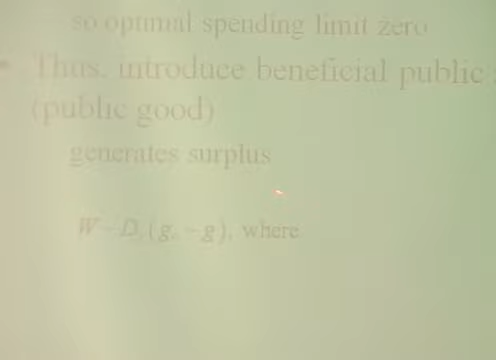 so optimal spending limit zero
Thus, introduce beneficial public
(public good)
generates surplus
where